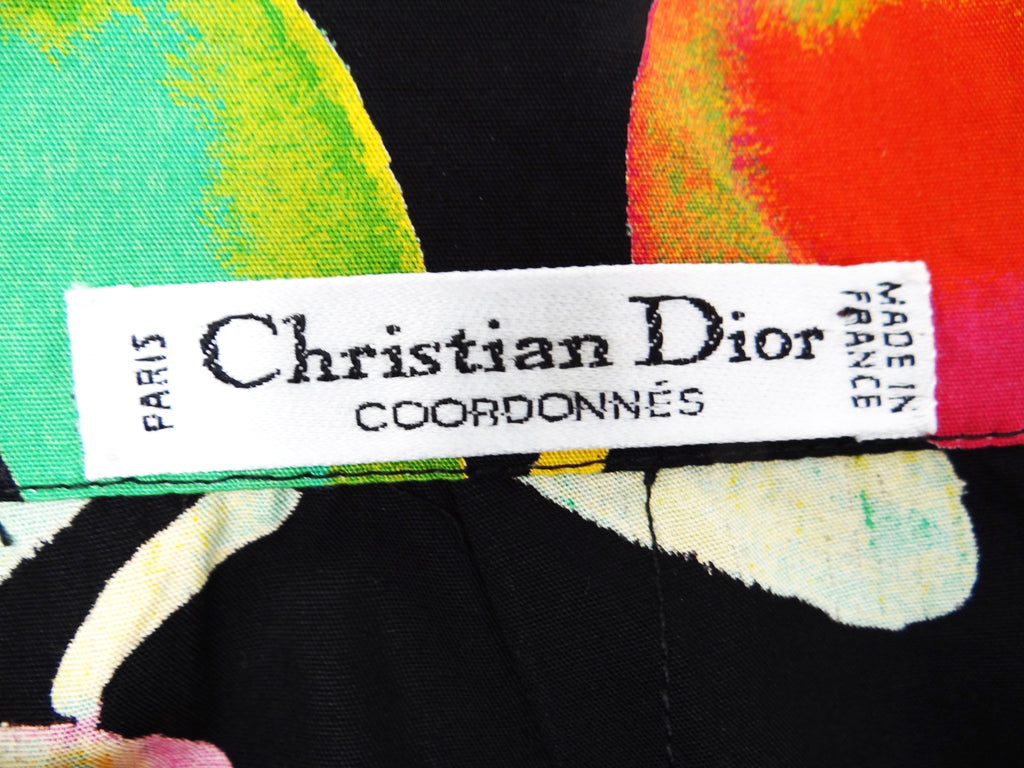 PARIS
Christian Dior
COORDONNÉS
MADE IN
FRANCE